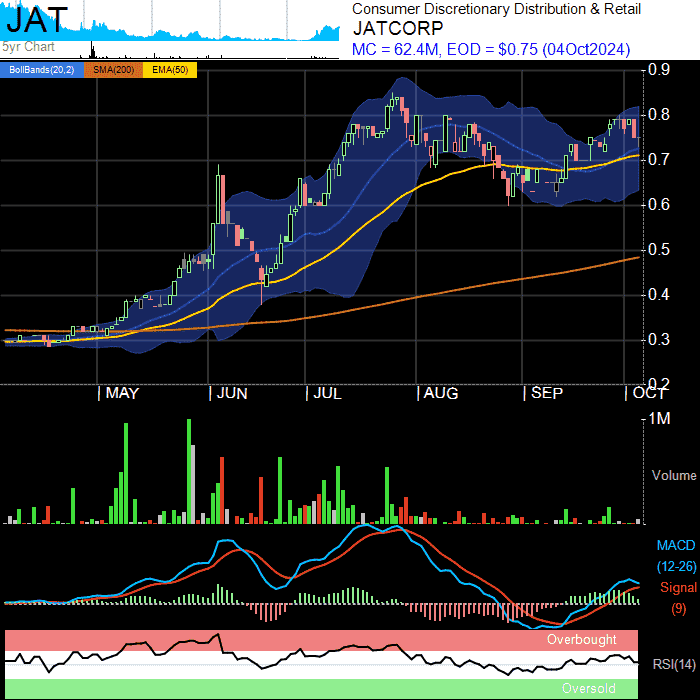 JAT
5yr Chart
Consumer Discretionary Distribution & Retail
JATCORP
MC = 62.4M, EOD = $0.75 (04Oct2024)
BollBands(20,2) SMA(200) EMA(50)
0.9
0.8
0.7
0.6
0.5
0.4
0.3
0.2
MAY JUN JUL AUG SEP OCT
1M
Volume
MACD
(12-26)
Signal
(9)
Overbought
RSI(14)
Oversold